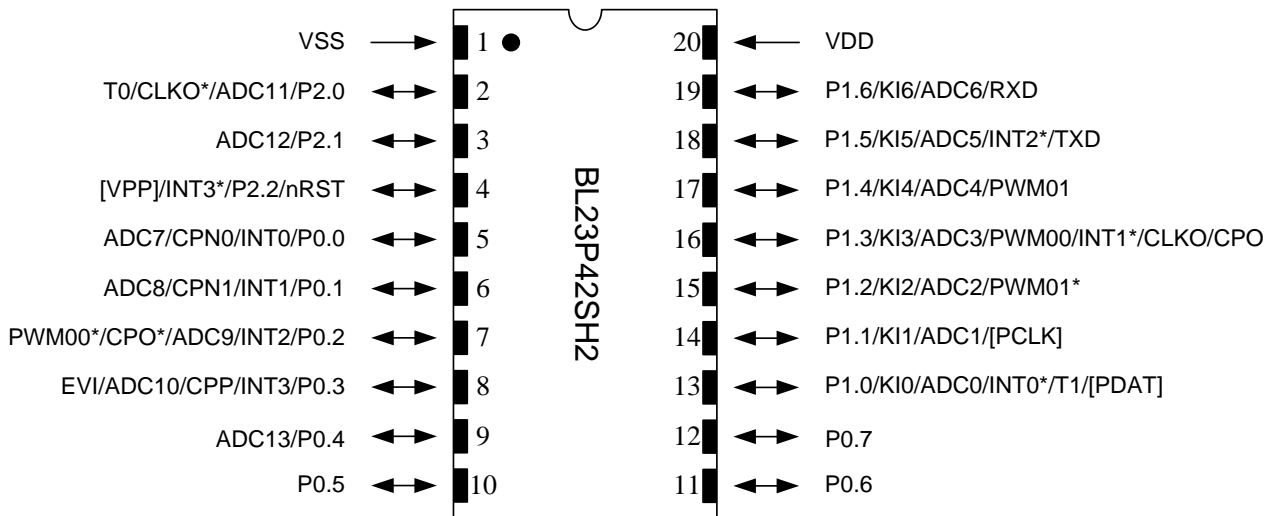 VSS 1 20 VDD
T0/CLKO*/ADC11/P2.0 2 19 P1.6/KI6/ADC6/RXD
ADC12/P2.1 3 18 P1.5/KI5/ADC5/INT2*/TXD
[VPP]/INT3*/P2.2/nRST 4 17 P1.4/KI4/ADC4/PWM01
ADC7/CPN0/INT0/P0.0 5 16 P1.3/KI3/ADC3/PWM00/INT1*/CLKO/CPO
ADC8/CPN1/INT1/P0.1 6 15 P1.2/KI2/ADC2/PWM01*
PWM00*/CPO*/ADC9/INT2/P0.2 7 14 P1.1/KI1/ADC1/[PCLK]
EVI/ADC10/CPP/INT3/P0.3 8 13 P1.0/KI0/ADC0/INT0*/T1/[PDAT]
ADC13/P0.4 9 12 P0.7
P0.5 10 11 P0.6
BL23P42SH2